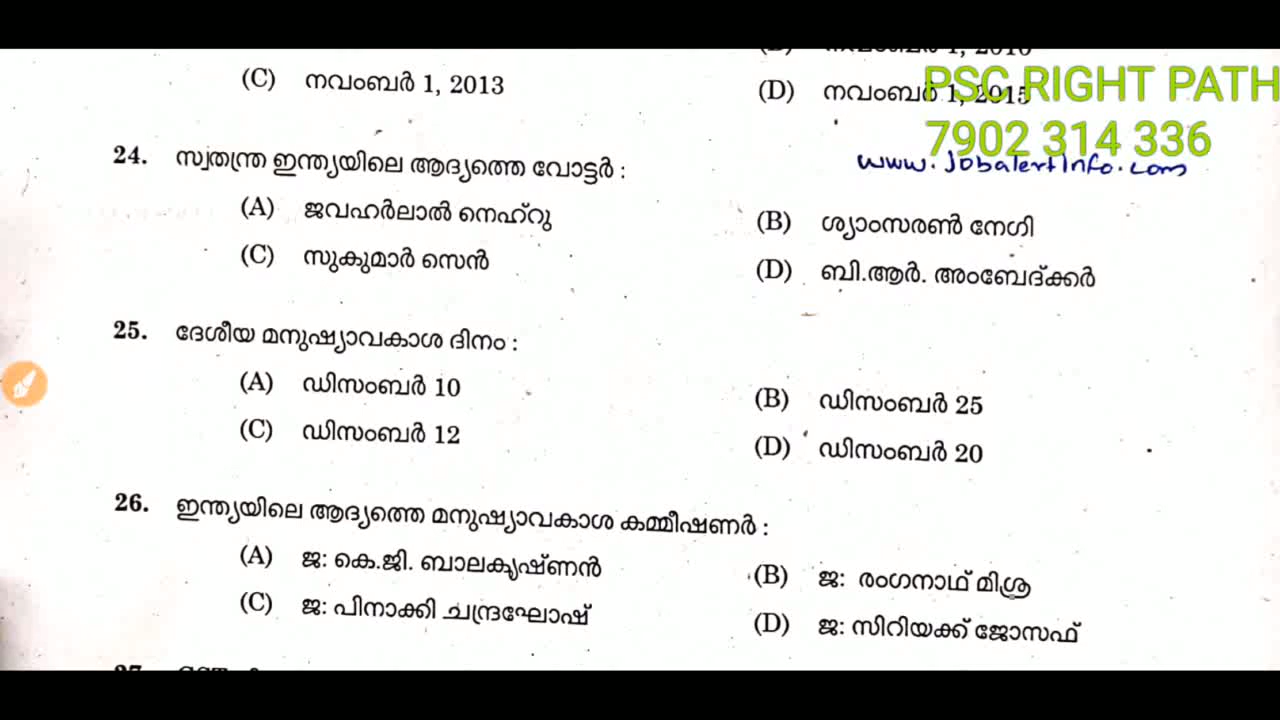 (C) നവംബർ 1, 2013
(D) നവംബർ 1, 2015
PSC RIGHT PATH
7902 314 336
www.Jobalertinfo.com
24. സ്വതന്ത്ര ഇന്ത്യയിലെ ആദ്യത്തെ വോട്ടർ :
(A) ജവഹർലാൽ നെഹ്റു
(B) ശ്യാംസരൺ നേഗി
(C) സുകുമാർ സെൻ
(D) ബി.ആർ. അംബേദ്ക്കർ
25. ദേശീയ മനുഷ്യാവകാശ ദിനം :
(A) ഡിസംബർ 10
(B) ഡിസംബർ 25
(C) ഡിസംബർ 12
(D) ഡിസംബർ 20
26. ഇന്ത്യയിലെ ആദ്യത്തെ മനുഷ്യാവകാശ കമ്മീഷണർ :
(A) ജ: കെ.ജി. ബാലകൃഷ്ണൻ
(B) ജ: രംഗനാഥ് മിശ്ര
(C) ജ: പിനാക്കി ചന്ദ്രഘോഷ്
(D) ജ: സിറിയക്ക് ജോസഫ്